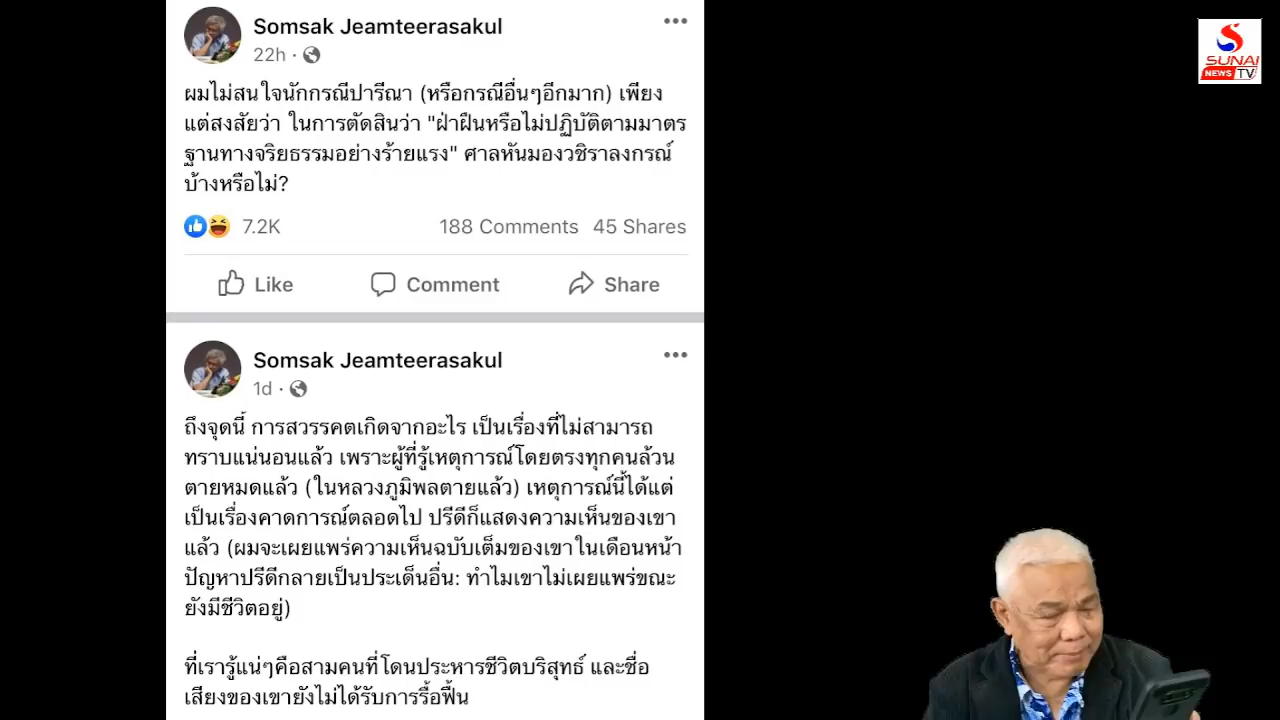 Somsak Jeamteerasakul
22h ·
ผมไม่สนใจนักกรณีปารีณา (หรือกรณีอื่นๆอีกมาก) เพียง
แต่สงสัยว่า ในการตัดสินว่า "ฝ่าฝืนหรือไม่ปฏิบัติตามมาตร
ฐานทางจริยธรรมอย่างร้ายแรง" ศาลหันมองวชิราลงกรณ์
บ้างหรือไม่?
7.2K 188 Comments 45 Shares
Like Comment Share
Somsak Jeamteerasakul
1d ·
ถึงจุดนี้ การสวรรคตเกิดจากอะไร เป็นเรื่องที่ไม่สามารถ
ทราบแน่นอนแล้ว เพราะผู้ที่รู้เหตุการณ์โดยตรงทุกคนล้วน
ตายหมดแล้ว (ในหลวงภูมิพลตายแล้ว) เหตุการณ์นี้ได้แต่
เป็นเรื่องคาดการณ์ตลอดไป ปรีดีก็แสดงความเห็นของเขา
แล้ว (ผมจะเผยแพร่ความเห็นฉบับเต็มของเขาในเดือนหน้า
ปัญหาปรีดีกลายเป็นประเด็นอื่น: ทำไมเขาไม่เผยแพร่ขณะ
ยังมีชีวิตอยู่)
ที่เรารู้แน่ๆคือสามคนที่โดนประหารชีวิตบริสุทธ์ และชื่อ
เสียงของเขายังไม่ได้รับการรื้อฟื้น
SUNAI
NEWS TV